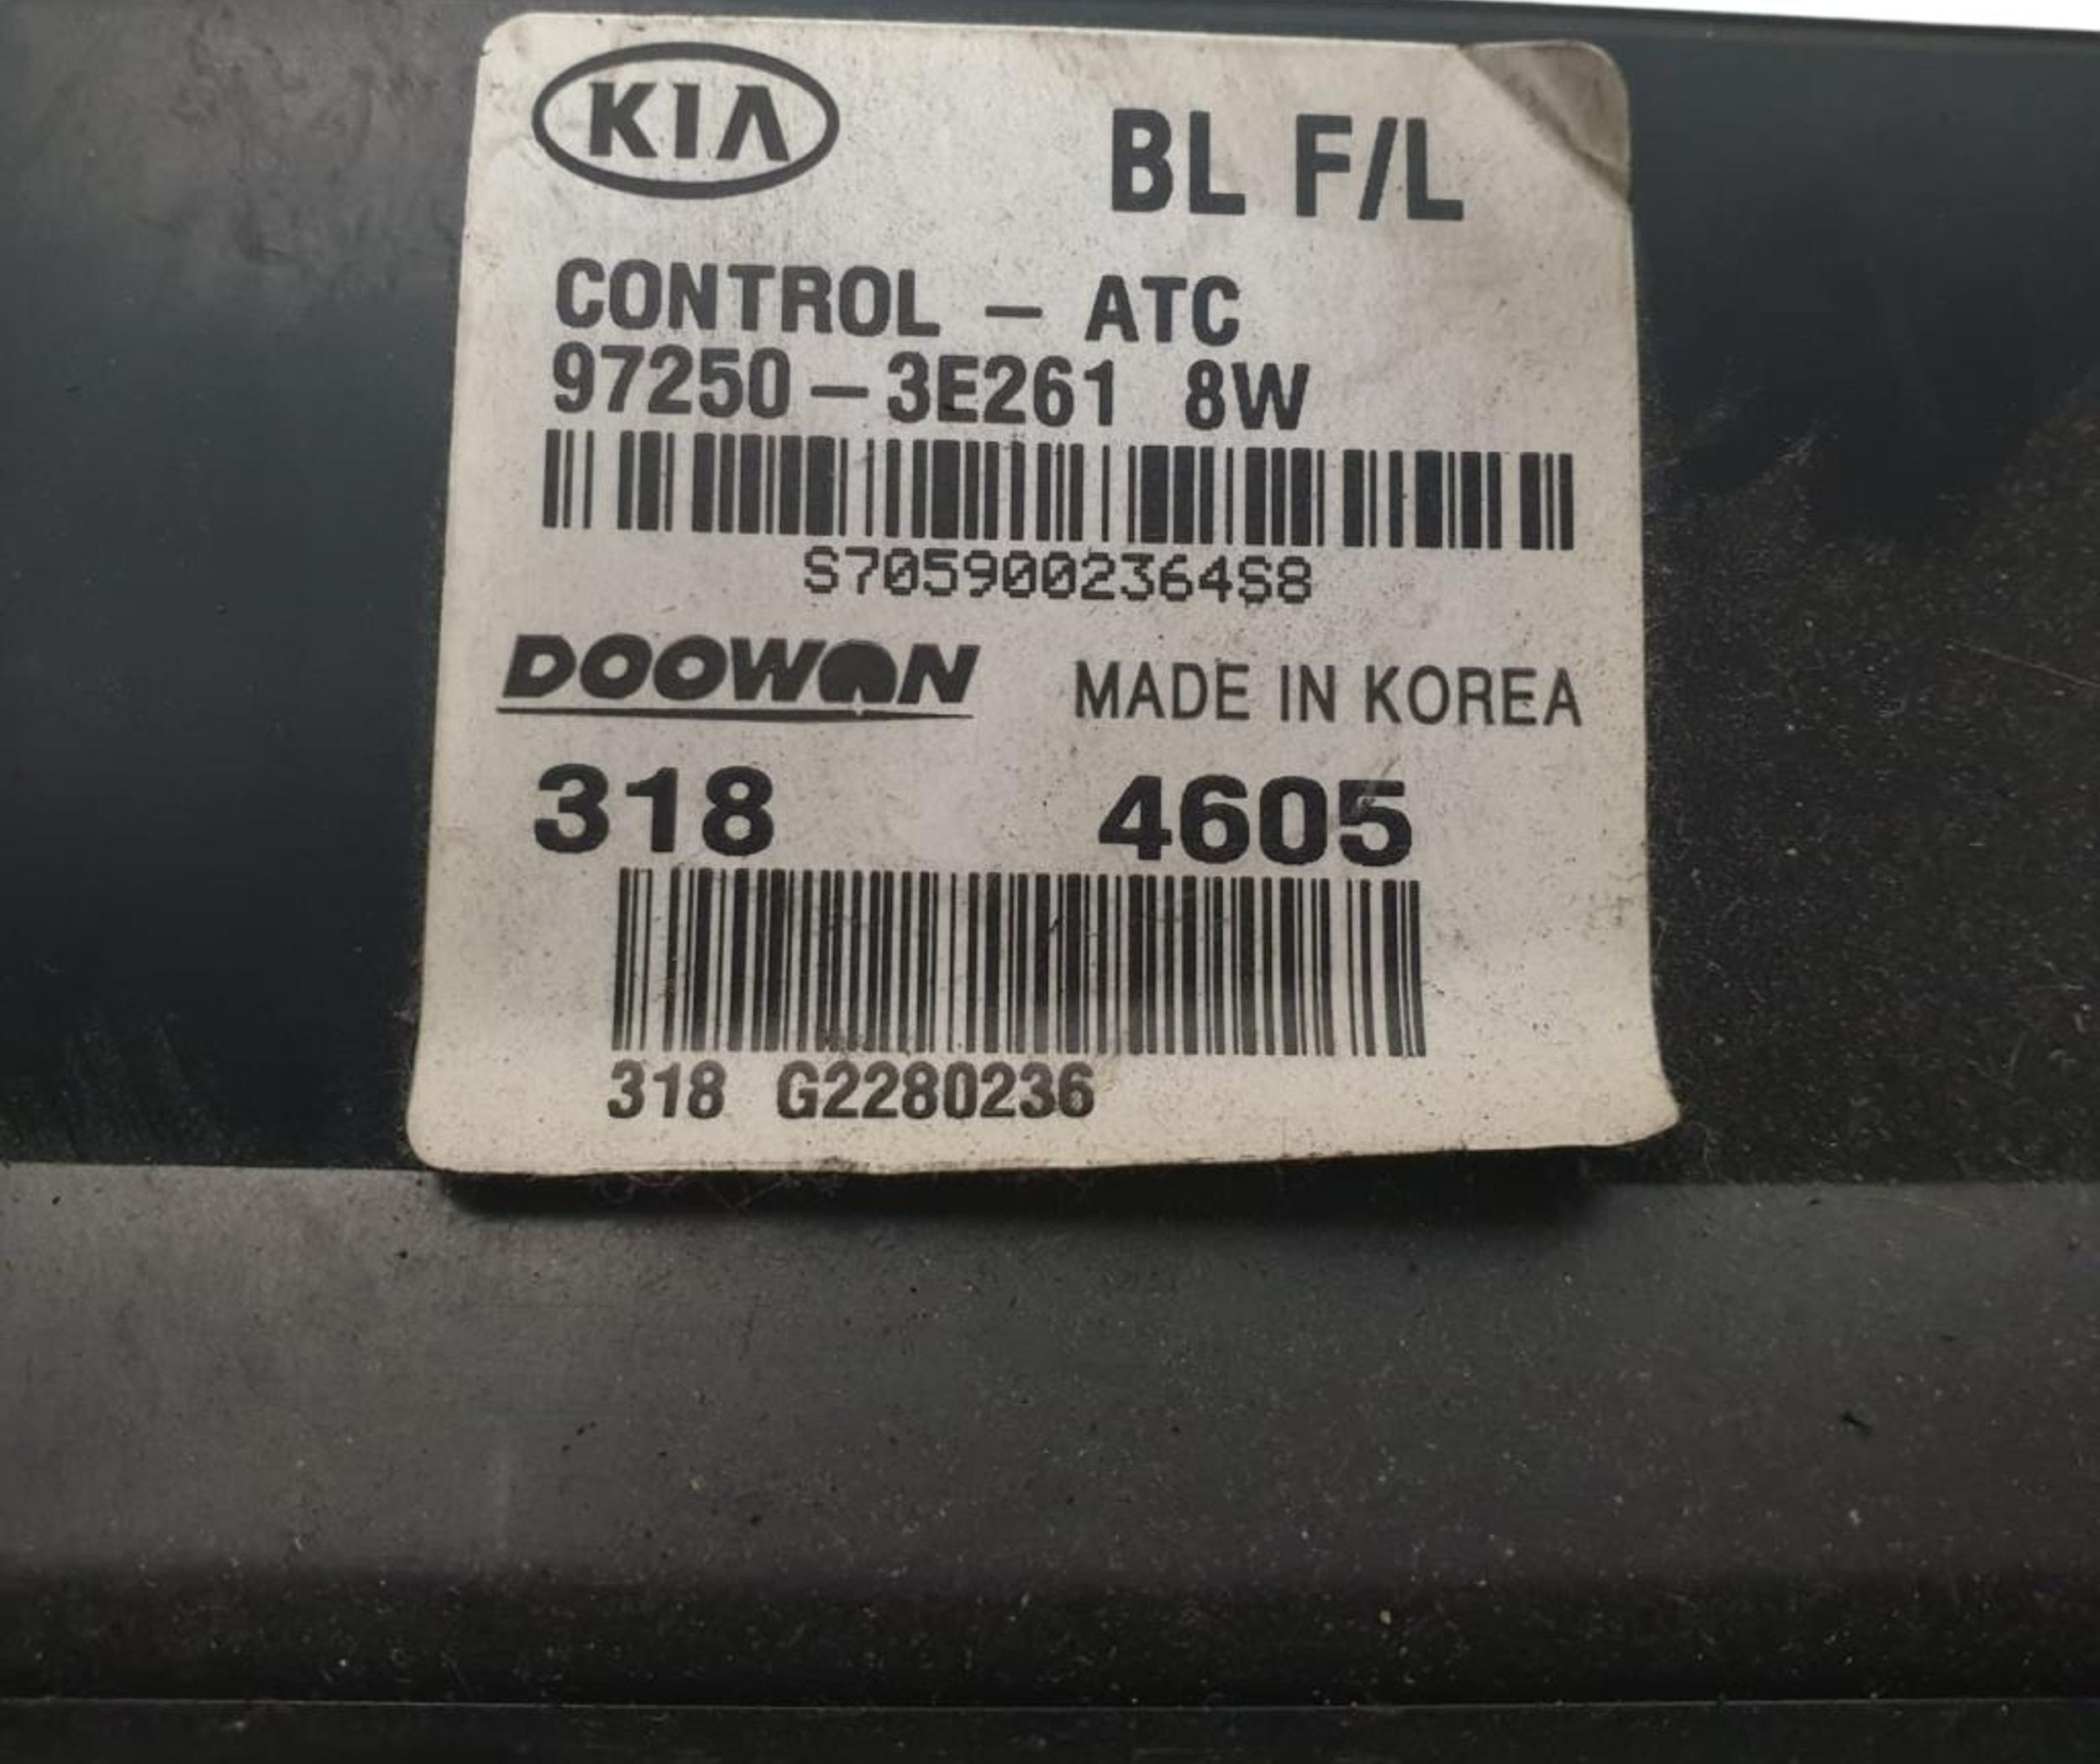 KIA BL F/L
CONTROL – ATC
97250–3E261 8W
S7059002364S8
DOOWON MADE IN KOREA
318 4605
318 G2280236